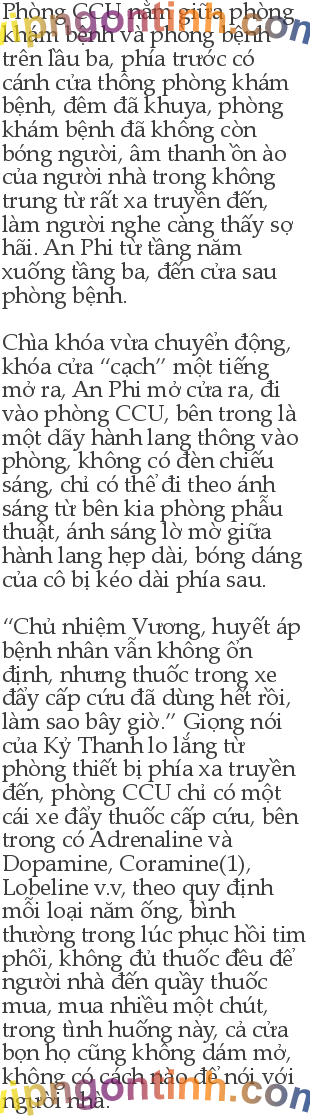 Phòng CCU nằm giữa phòng
khám bệnh và phòng bệnh
trên lầu ba, phía trước có
cánh cửa thông phòng khám
bệnh, đêm đã khuya, phòng
khám bệnh đã không còn
bóng người, âm thanh ồn ào
của người nhà trong không
trung từ rất xa truyền đến,
làm người nghe càng thấy sợ
hãi. An Phi từ tầng năm
xuống tầng ba, đến cửa sau
phòng bệnh.
Chìa khóa vừa chuyển động,
khóa cửa “cạch” một tiếng
mở ra, An Phi mở cửa ra, đi
vào phòng CCU, bên trong là
một dãy hành lang thông vào
phòng, không có đèn chiếu
sáng, chỉ có thể đi theo ánh
sáng từ bên kia phòng phẫu
thuật, ánh sáng lờ mờ giữa
hành lang hẹp dài, bóng dáng
của cô bị kéo dài phía sau.
“Chủ nhiệm Vương, huyết áp
bệnh nhân vẫn không ổn
định, nhưng thuốc trong xe
đẩy cấp cứu đã dùng hết rồi,
làm sao bây giờ.” Giọng nói
của Kỷ Thanh lo lắng từ
phòng thiết bị phía xa truyền
đến, phòng CCU chỉ có một
cái xe đẩy thuốc cấp cứu, bên
trong có Adrenaline và
Dopamine, Coramine(1),
Lobeline v.v, theo quy định
mỗi loại năm ống, bình
thường trong lúc phục hồi tim
phổi, không đủ thuốc đều để
người nhà đến quầy thuốc
mua, mua nhiều một chút,
trong tình huống này, cả cửa
bọn họ cũng không dám mở,
không có cách nào để nói với
người nhà.